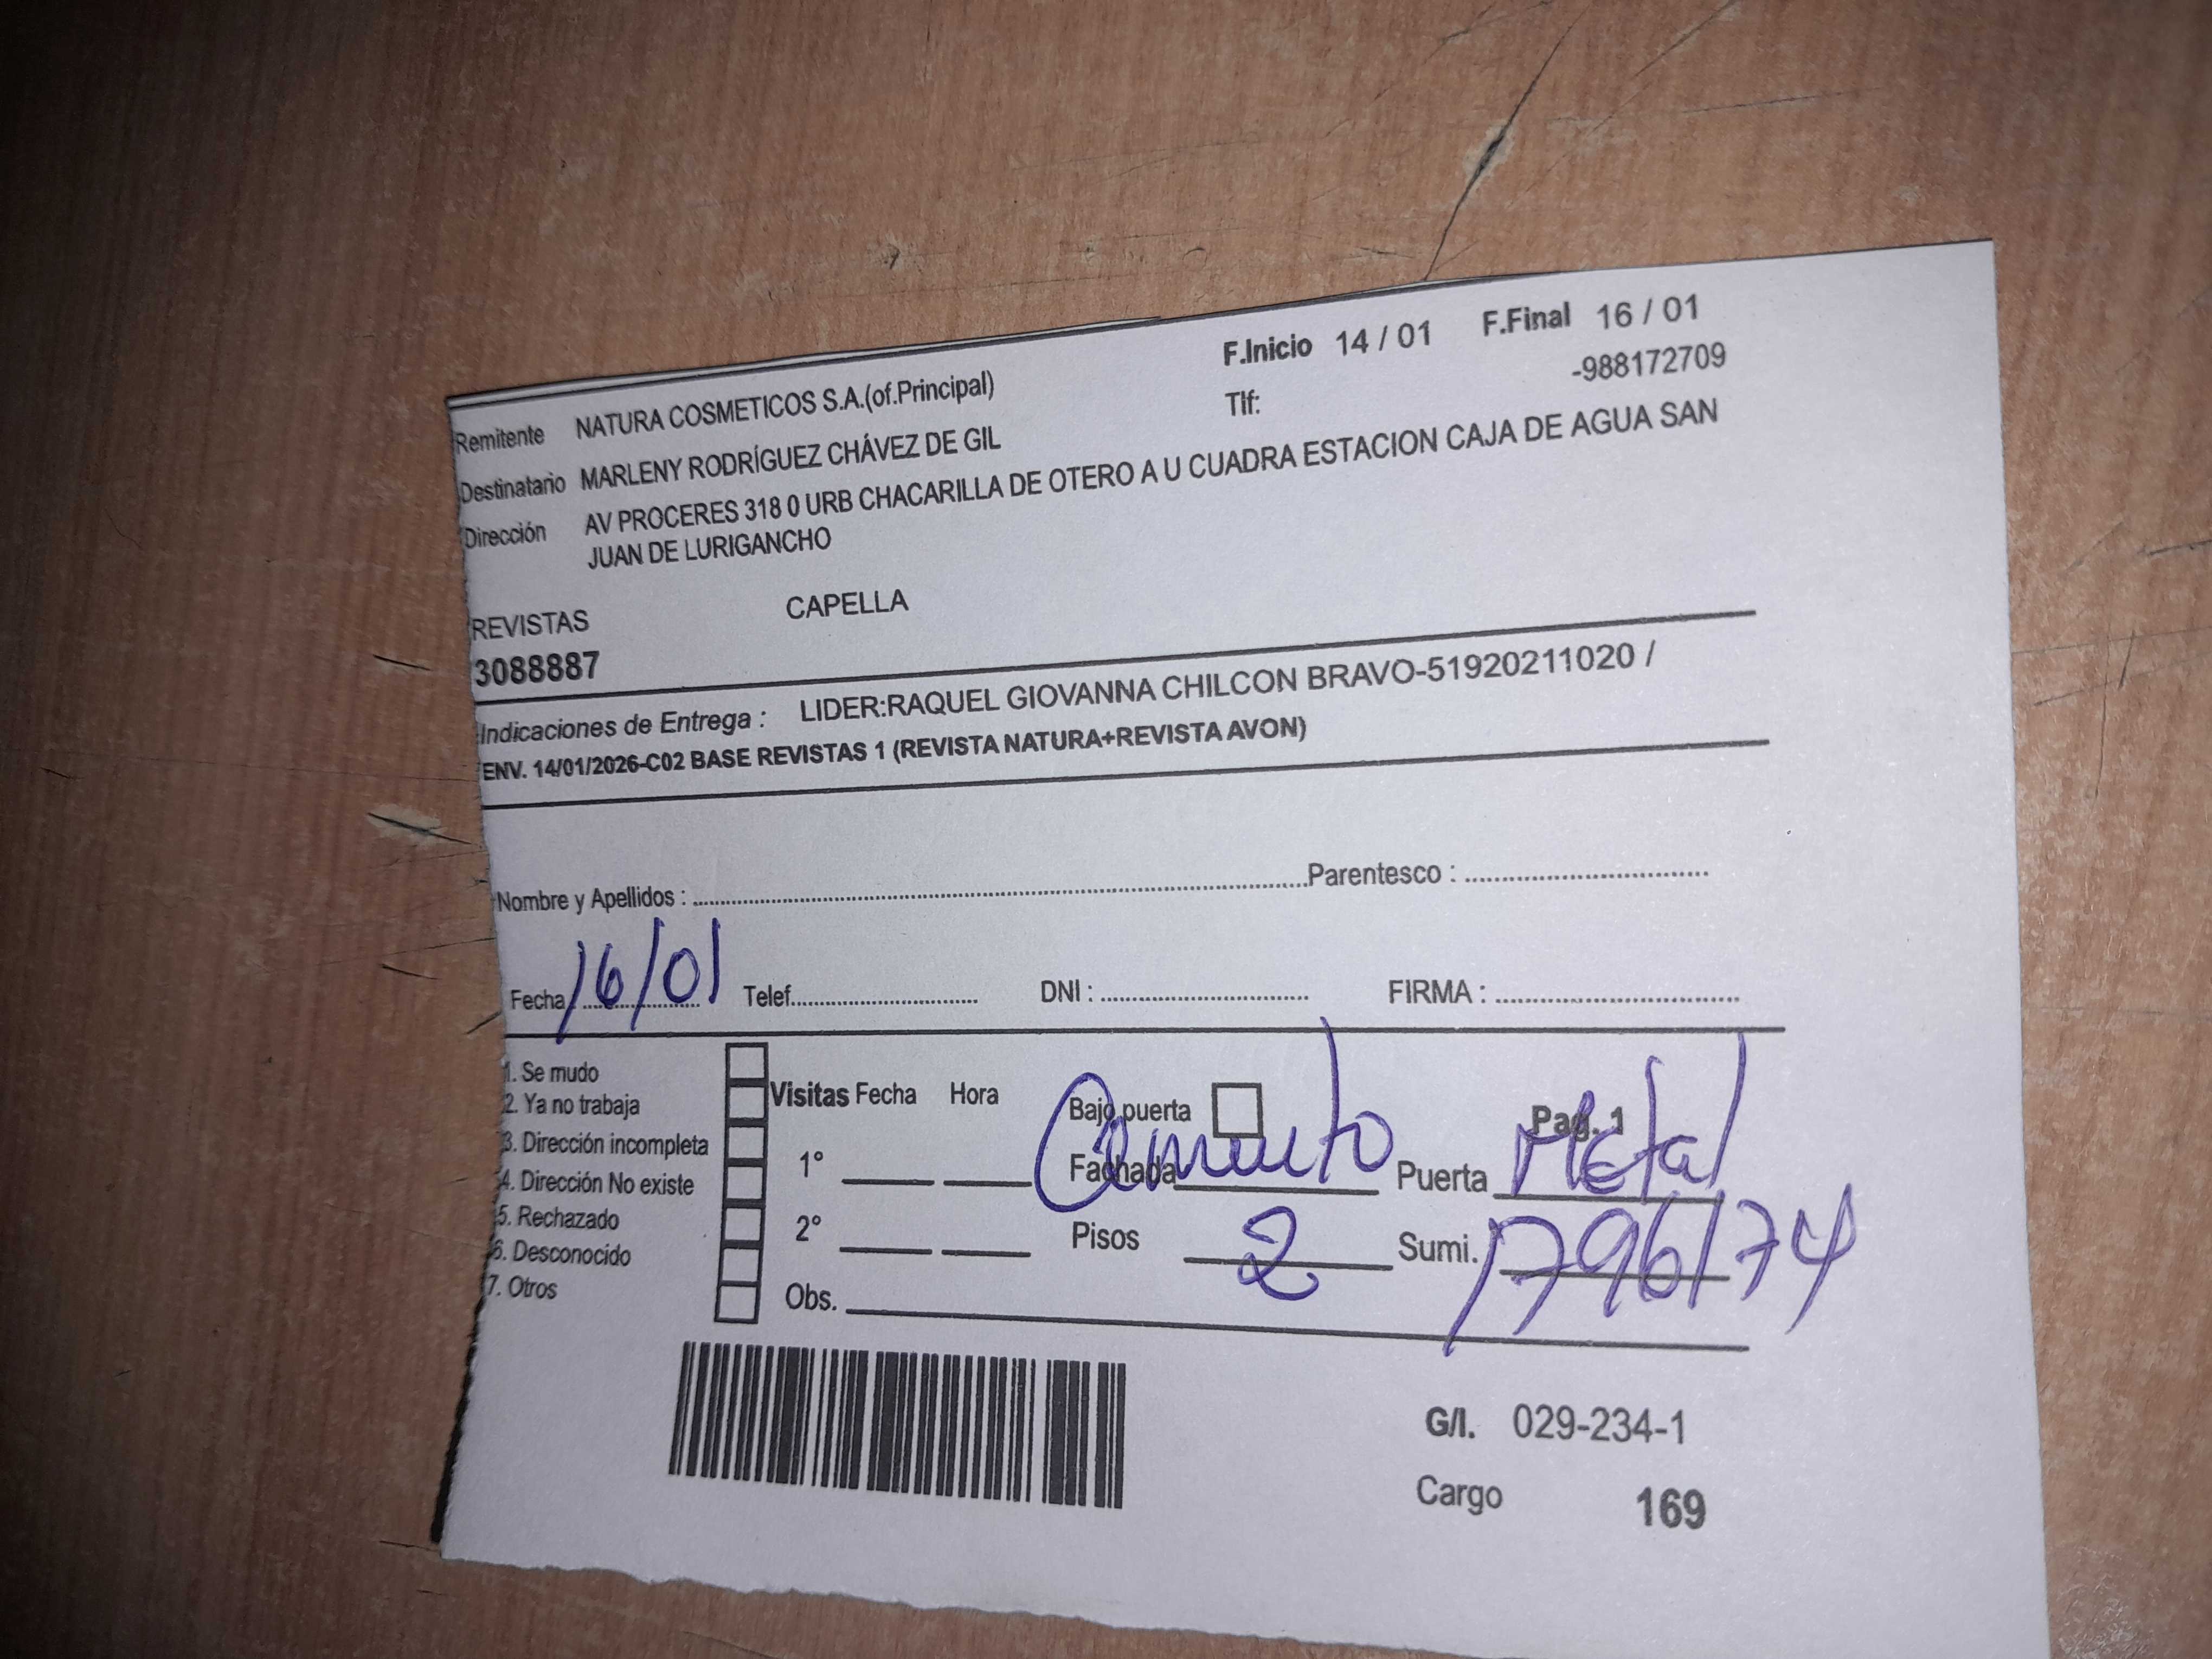 F.Inicio 14 / 01 F.Final 16 / 01
Remitente NATURA COSMETICOS S.A.(of.Principal) Tlf: -988172709
Destinatario MARLENY RODRÍGUEZ CHÁVEZ DE GIL
Dirección AV PROCERES 318 0 URB CHACARILLA DE OTERO A U CUADRA ESTACION CAJA DE AGUA SAN
JUAN DE LURIGANCHO
REVISTAS CAPELLA
3088887
Indicaciones de Entrega : LIDER:RAQUEL GIOVANNA CHILCON BRAVO-51920211020 /
ENV. 14/01/2026-C02 BASE REVISTAS 1 (REVISTA NATURA+REVISTA AVON)
Nombre y Apellidos : Parentesco :
Fecha: 16/01 Telef. DNI : FIRMA :
1. Se mudo
2. Ya no trabaja
3. Dirección incompleta
4. Dirección No existe
5. Rechazado
6. Desconocido
7. Otros
Visitas Fecha Hora
1°
2°
Obs.
Bajo puerta Pag. 1
Fachada Cemento Puerta Metal
Pisos 2 Sumi. 1796174
G/I. 029-234-1
Cargo 169